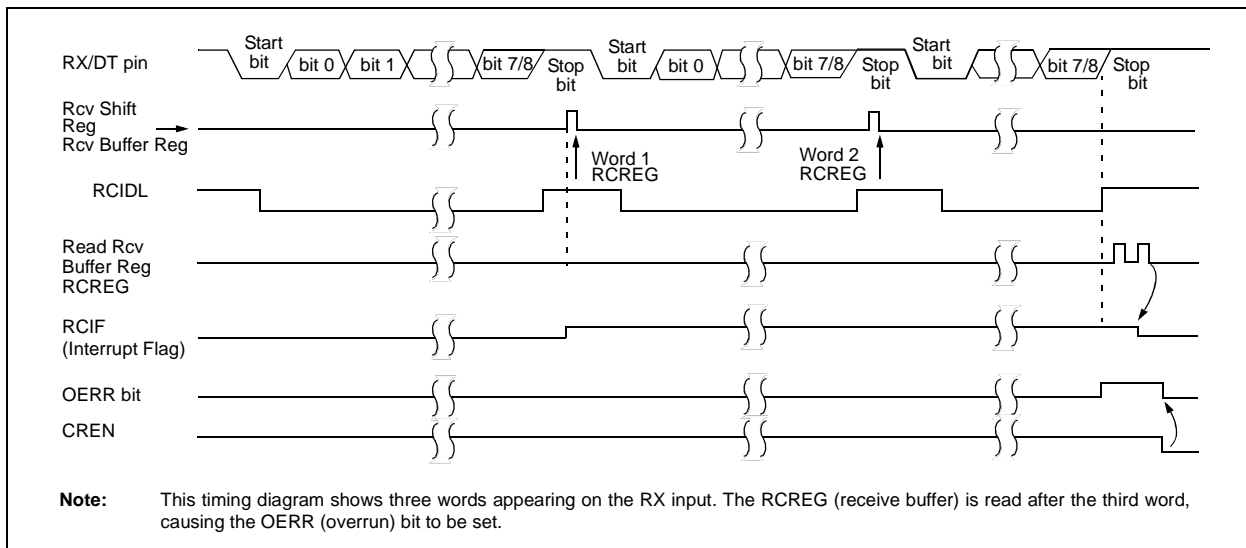 Start
bit
Start
bit
Start
bit
RX/DT pin
bit 0
bit 1
bit 7/8
Stop
bit
bit 0
bit 7/8
Stop
bit
bit 7/8
Stop
bit
Rcv Shift
Reg
Rcv Buffer Reg
Word 1
RCREG
Word 2
RCREG
RCIDL
Read Rcv
Buffer Reg
RCREG
RCIF
(Interrupt Flag)
OERR bit
CREN
Note: This timing diagram shows three words appearing on the RX input. The RCREG (receive buffer) is read after the third word,
causing the OERR (overrun) bit to be set.